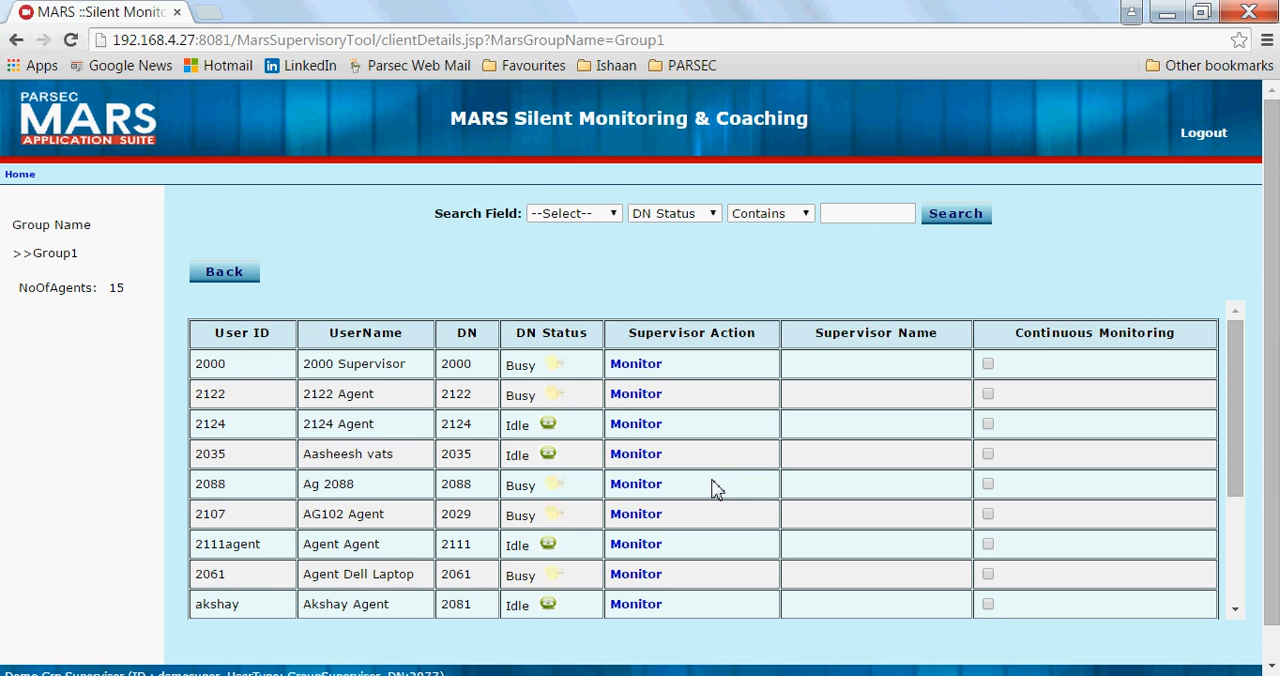 MARS ::Silent Monito ×
192.168.4.27:8081/MarsSupervisoryTool/clientDetails.jsp?MarsGroupName=Group1
Apps Google News Hotmail LinkedIn Parsec Web Mail Favourites Ishaan PARSEC Other bookmarks
PARSEC
MARS
APPLICATION SUITE
MARS Silent Monitoring & Coaching
Logout
Home
Group Name
>>Group1
NoOfAgents: 15
Search Field: --Select-- DN Status Contains Search
Back
User ID UserName DN DN Status Supervisor Action Supervisor Name Continuous Monitoring
2000 2000 Supervisor 2000 Busy Monitor
2122 2122 Agent 2122 Busy Monitor
2124 2124 Agent 2124 Idle Monitor
2035 Aasheesh vats 2035 Idle Monitor
2088 Ag 2088 2088 Busy Monitor
2107 AG102 Agent 2029 Busy Monitor
2111agent Agent Agent 2111 Idle Monitor
2061 Agent Dell Laptop 2061 Busy Monitor
akshay Akshay Agent 2081 Idle Monitor